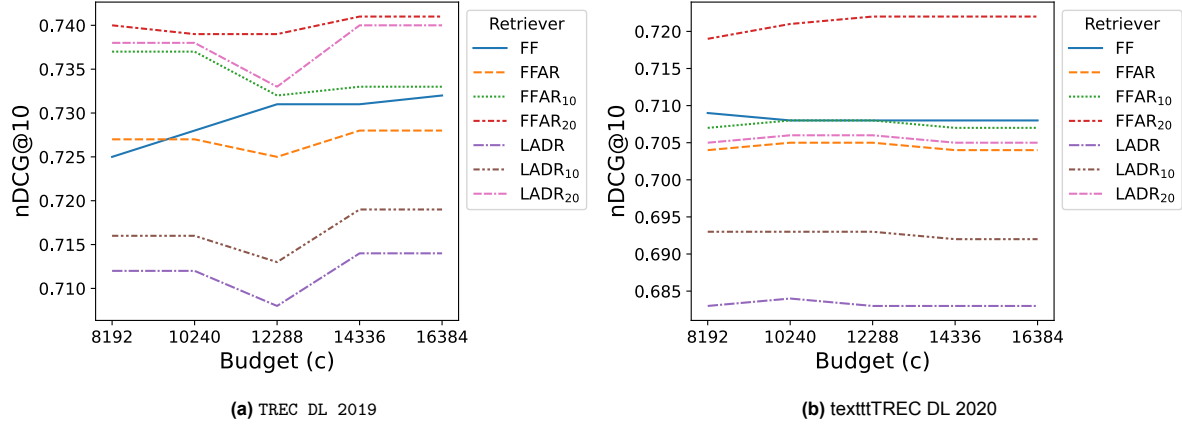 0.740
0.735
0.730
0.725
0.720
0.715
0.710
nDCG@10
8192 10240 12288 14336 16384
Budget (c)
Retriever
FF
FFAR
FFAR₁₀
FFAR₂₀
LADR
LADR₁₀
LADR₂₀
(a) TREC DL 2019
0.720
0.715
0.710
0.705
0.700
0.695
0.690
0.685
nDCG@10
8192 10240 12288 14336 16384
Budget (c)
Retriever
FF
FFAR
FFAR₁₀
FFAR₂₀
LADR
LADR₁₀
LADR₂₀
(b) textttTREC DL 2020